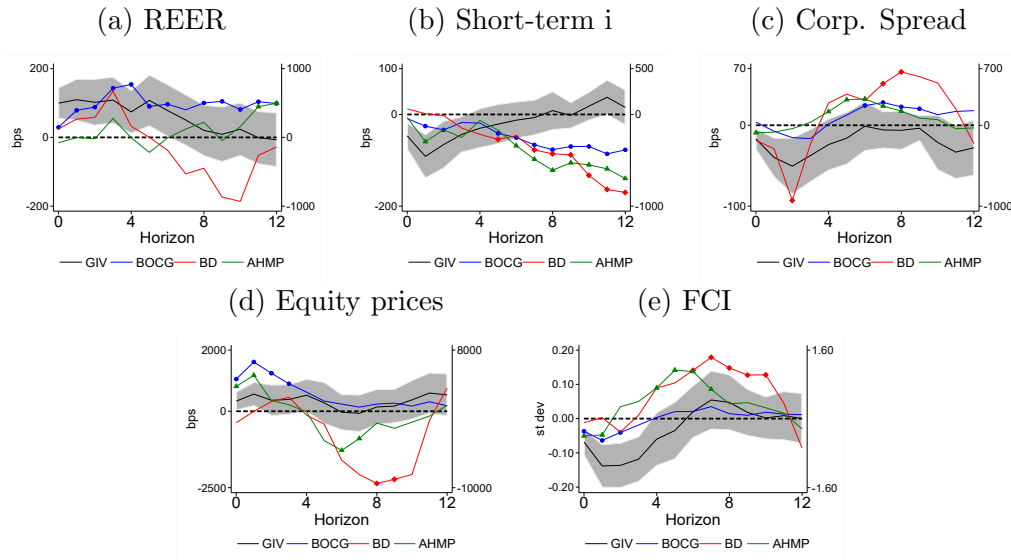 (a) REER
(b) Short-term i
(c) Corp. Spread
200
0
-200
bps
1000
0
-1000
0 4 8 12
Horizon
GIV BOCG BD AHMP
100
0
-200
bps
500
0
-1000
0 4 8 12
Horizon
GIV BOCG BD AHMP
70
0
-100
bps
700
0
-1000
0 4 8 12
Horizon
GIV BOCG BD AHMP
(d) Equity prices
(e) FCI
2000
0
-2500
bps
8000
-10000
0 4 8 12
Horizon
GIV BOCG BD AHMP
0.20
0.10
0.00
-0.10
-0.20
st dev
1.60
-1.60
0 4 8 12
Horizon
GIV BOCG BD AHMP